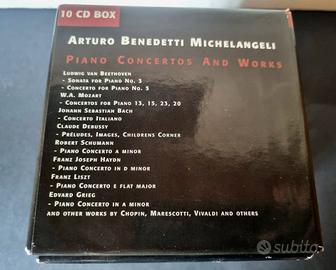 10 CD BOX
ARTURO BENEDETTI MICHELANGELI
PIANO CONCERTOS AND WORKS
LUDWIG VAN BEETHOVEN
- SONATA FOR PIANO NO. 3
- CONCERTO FOR PIANO NO. 5
W.A. MOZART
- CONCERTOS FOR PIANO 13, 15, 23, 20
JOHANN SEBASTIAN BACH
- CONCERTO ITALIANO
CLAUDE DEBUSSY
- PRÉLUDES, IMAGES, CHILDRENS CORNER
ROBERT SCHUMANN
- PIANO CONCERTO A MINOR
FRANZ JOSEPH HAYDN
- PIANO CONCERTO IN D MINOR
FRANZ LISZT
- PIANO CONCERTO E FLAT MAJOR
EDVARD GRIEG
- PIANO CONCERTO IN A MINOR
AND OTHER WORKS BY CHOPIN, MARESCOTTI, VIVALDI AND OTHERS
subito